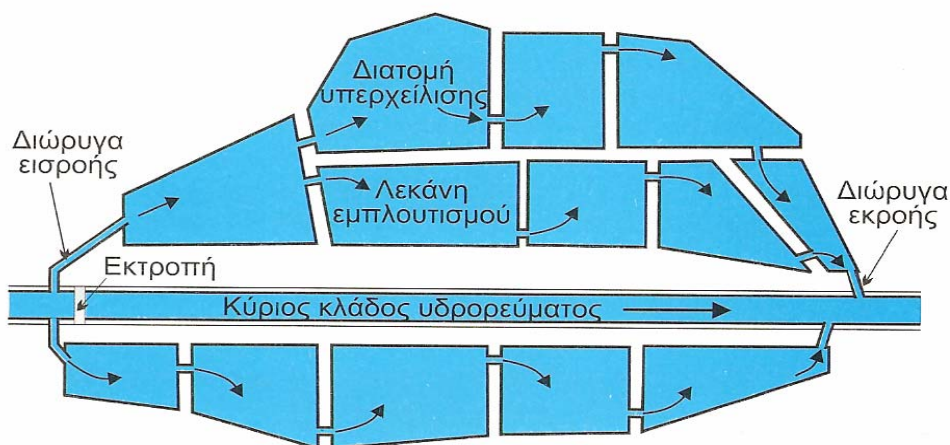 Διατομή
υπερχείλισης
Διώρυγα
εισροής
Λεκάνη
εμπλουτισμού
Διώρυγα
εκροής
Εκτροπή
Κύριος κλάδος υδρορεύματος